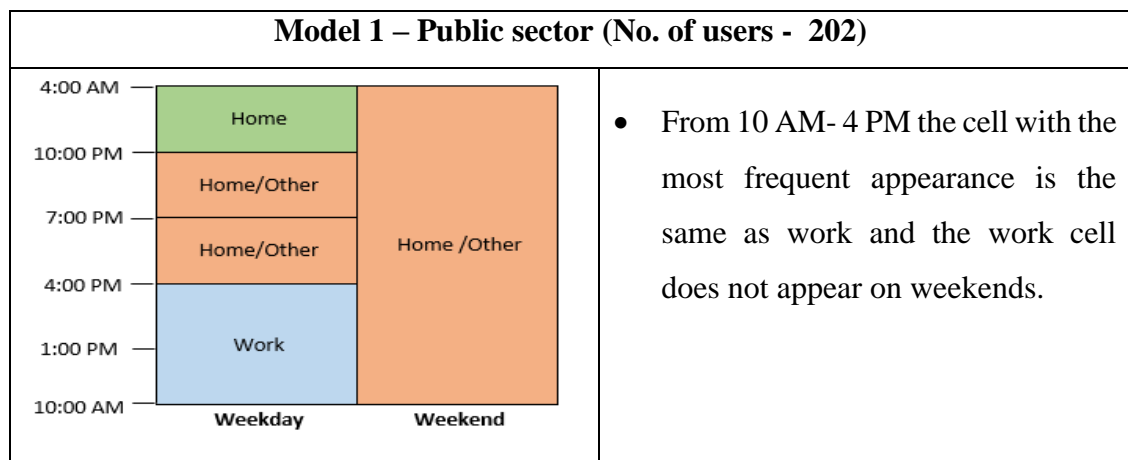 Model 1 – Public sector (No. of users - 202)
4:00 AM
Home
10:00 PM
Home/Other
7:00 PM
Home/Other
Home /Other
4:00 PM
Work
1:00 PM
10:00 AM
Weekday
Weekend
• From 10 AM- 4 PM the cell with the
most frequent appearance is the
same as work and the work cell
does not appear on weekends.